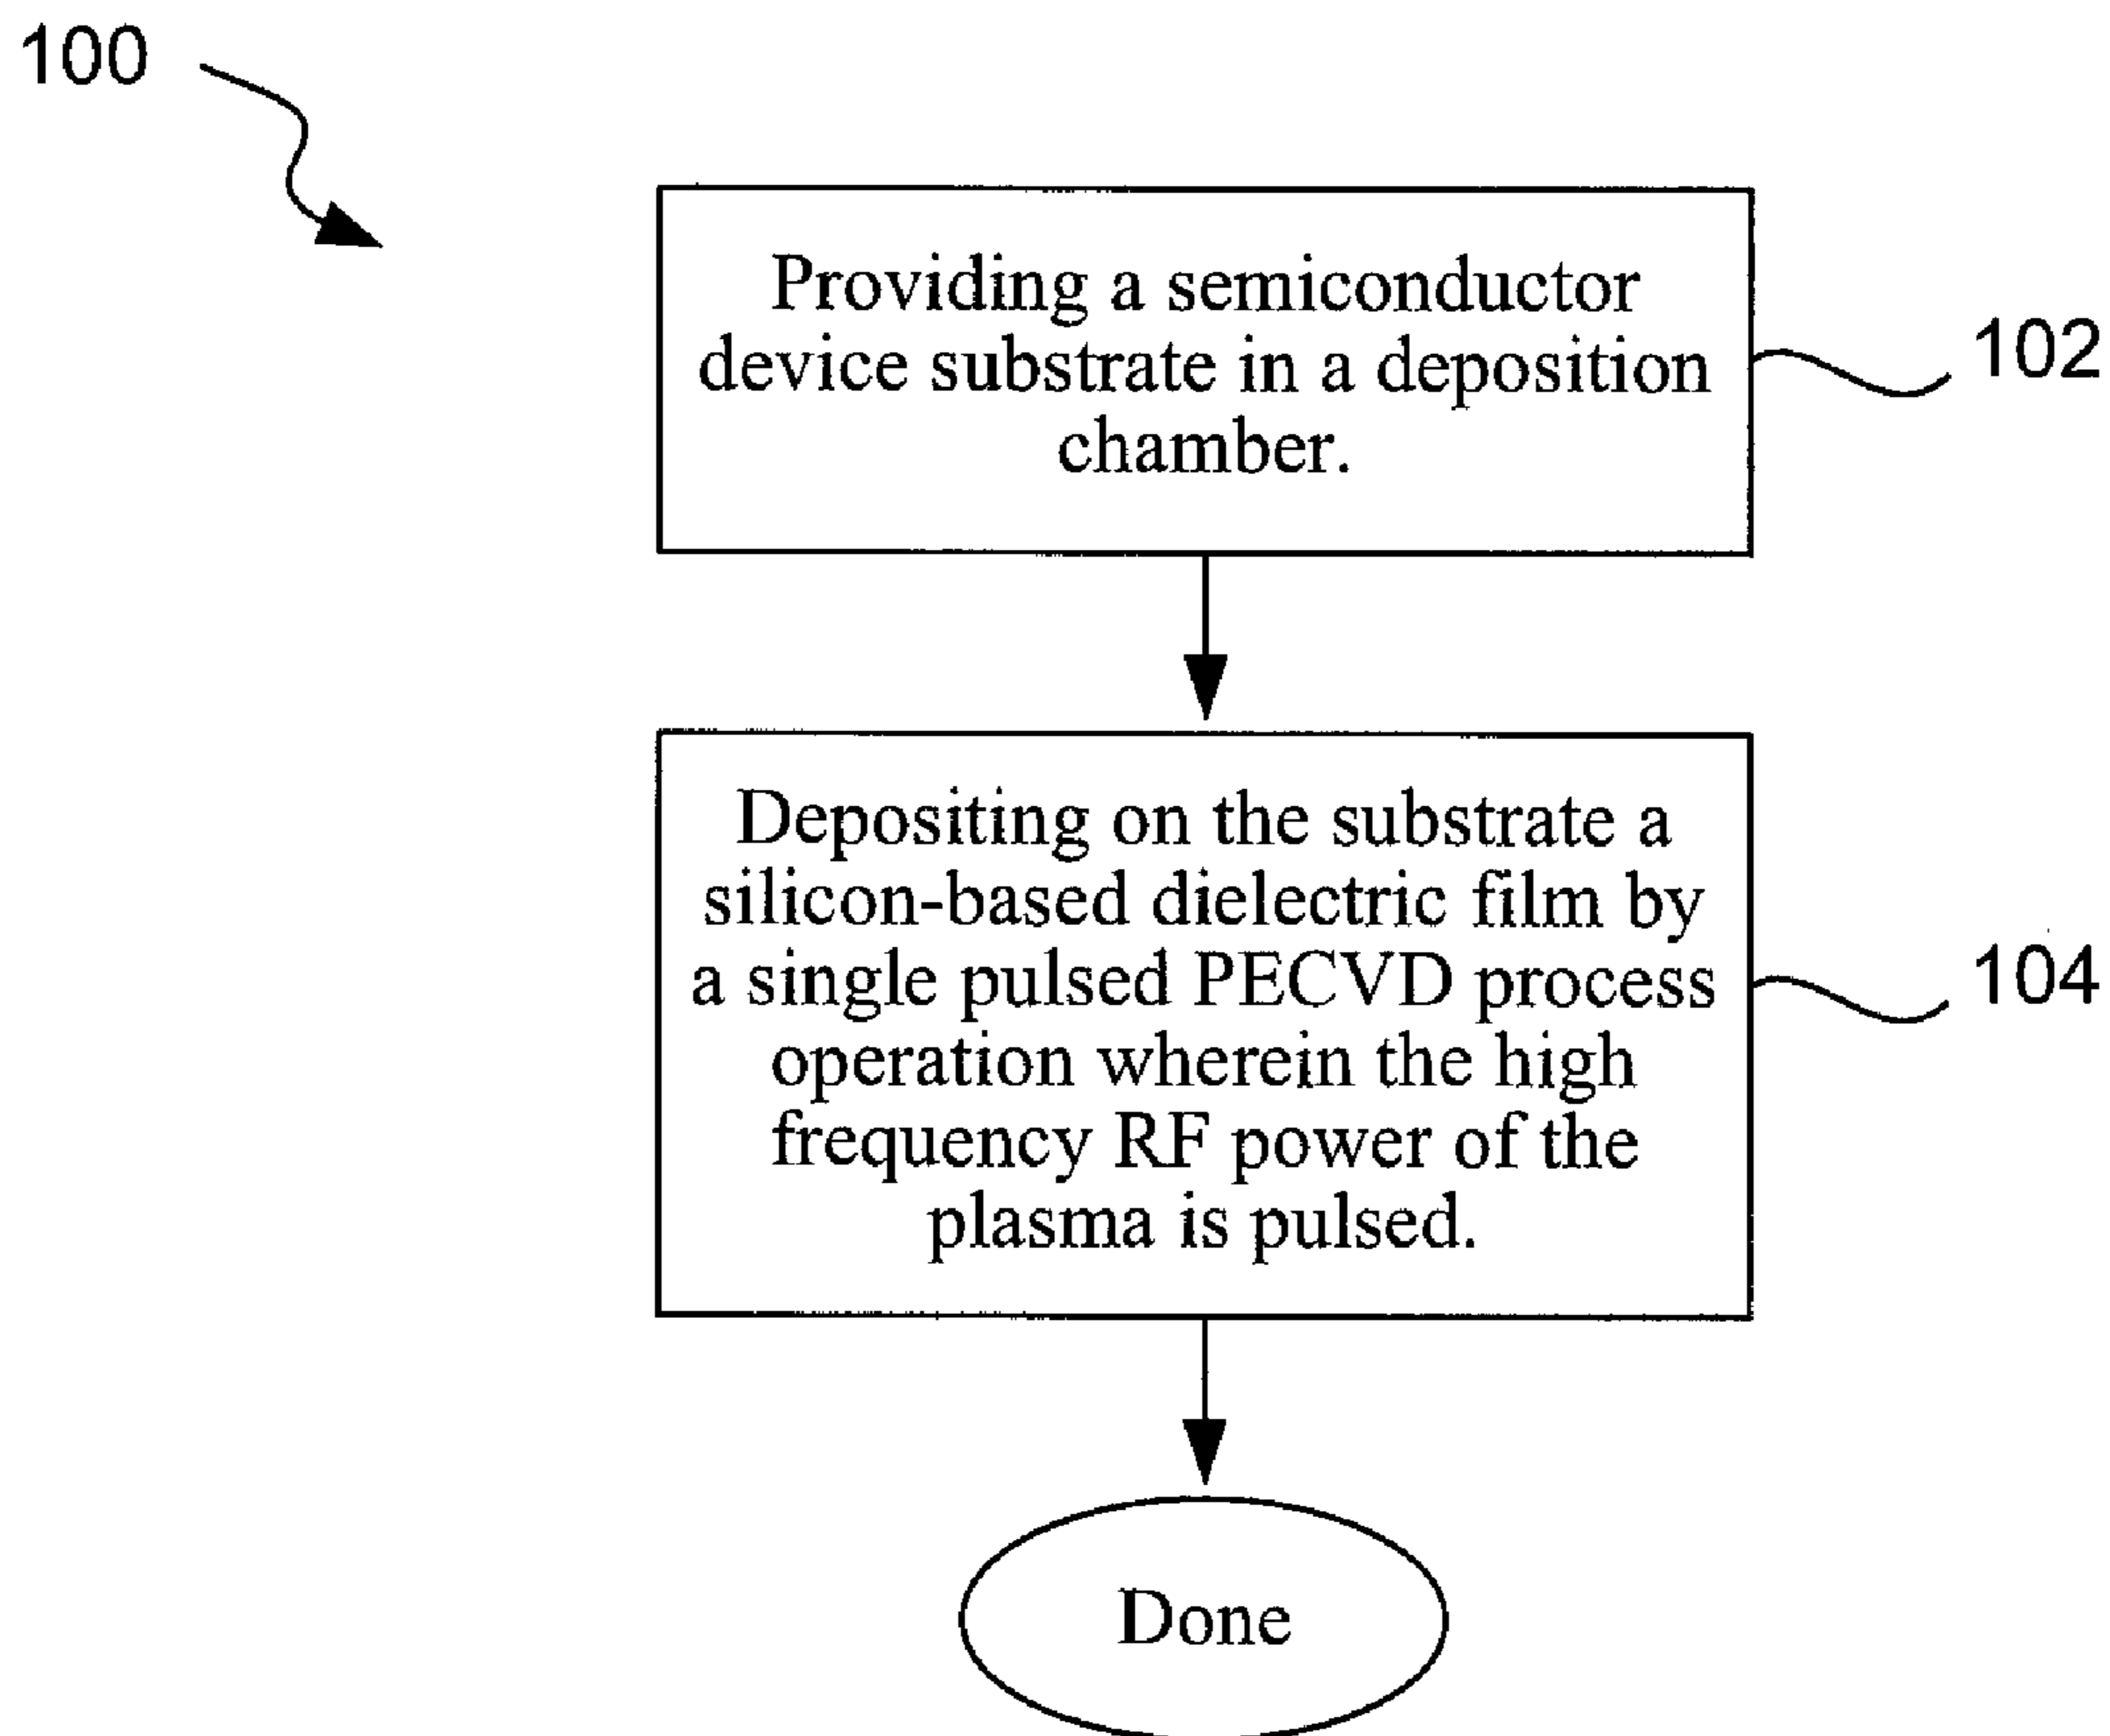 100
Providing a semiconductor
device substrate in a deposition
chamber.
102
Depositing on the substrate a
silicon-based dielectric film by
a single pulsed PECVD process
operation wherein the high
frequency RF power of the
plasma is pulsed.
104
Done